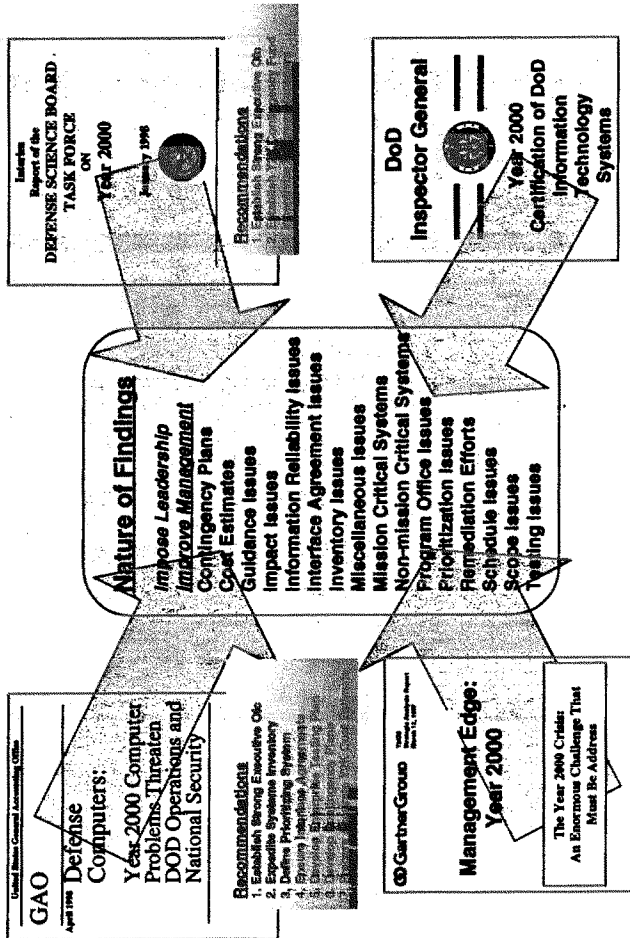 United States General Accounting Office
GAO
April 1998
Defense
Computers:
Year 2000 Computer
Problems Threaten
DOD Operations and
National Security
Recommendations
1. Establish Strong Executive Ofc
2. Expedite Systems Inventory
3. Define Prioritizing System
4. Ensure Interface Agreements
Interim
Report of the
DEFENSE SCIENCE BOARD
TASK FORCE
ON
Year 2000
January 1998
Recommendations
1. Establish Strong Executive Ofc
Nature of Findings
Impose Leadership
Improve Management
Contingency Plans
Cost Estimates
Guidance Issues
Impact Issues
Information Reliability Issues
Interface Agreement Issues
Inventory Issues
Miscellaneous Issues
Mission Critical Systems
Non-mission Critical Systems
Program Office Issues
Prioritization Issues
Remediation Efforts
Schedule Issues
Scope Issues
Testing Issues
GartnerGroup
Management Edge:
Year 2000
The Year 2000 Crisis:
An Enormous Challenge That
Must Be Address
DoD
Inspector General
Year 2000
Certification of DoD
Information
Technology
Systems